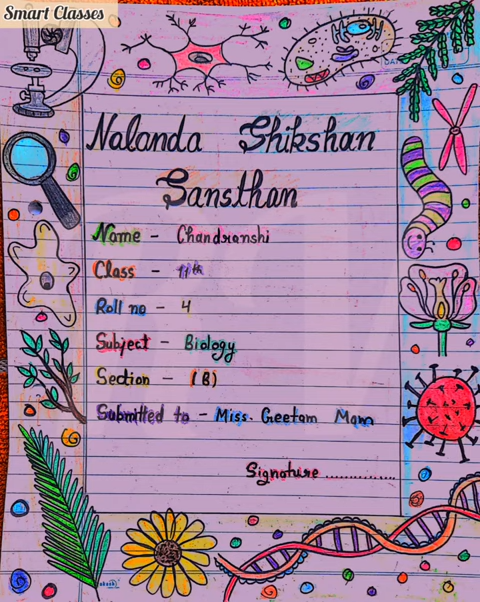 Smart Classes
Nalanda Shikshan
Sansthan
Name - Chandranshi
Class - 11th
Roll no - 4
Subject - Biology
Section - (B)
Submitted to - Miss. Geetam Mam
Signature ..............